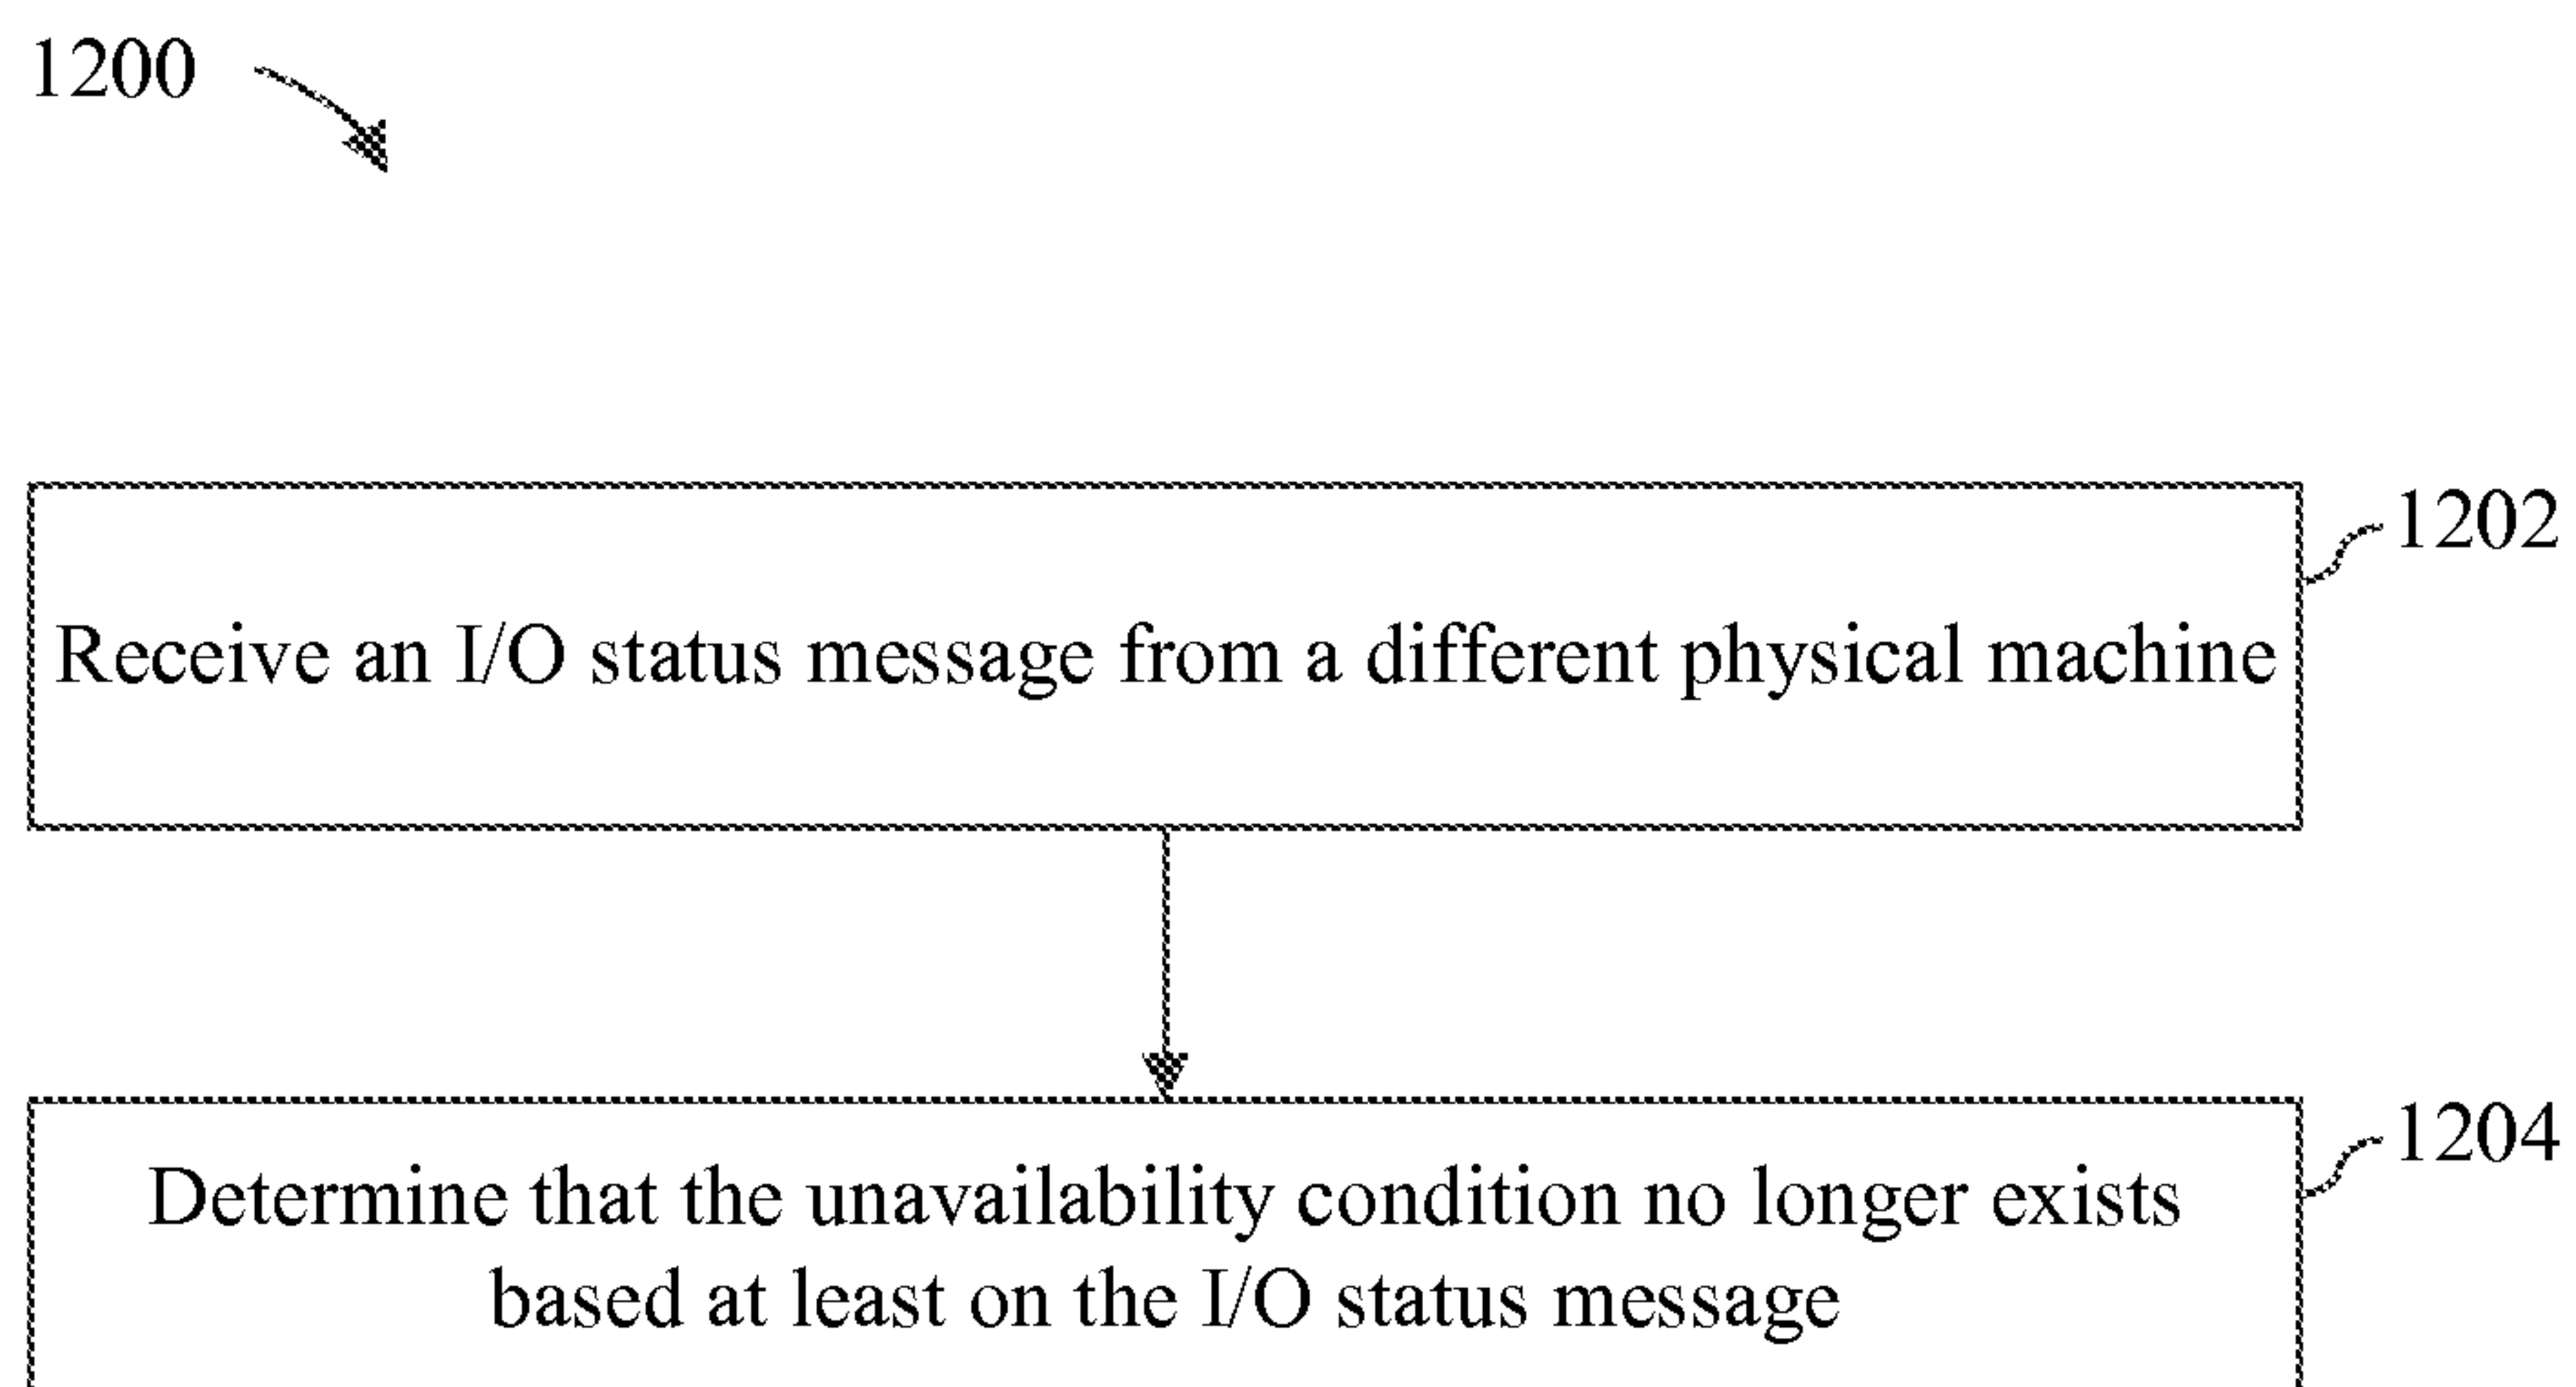 1200
1202
Receive an I/O status message from a different physical machine
1204
Determine that the unavailability condition no longer exists
based at least on the I/O status message